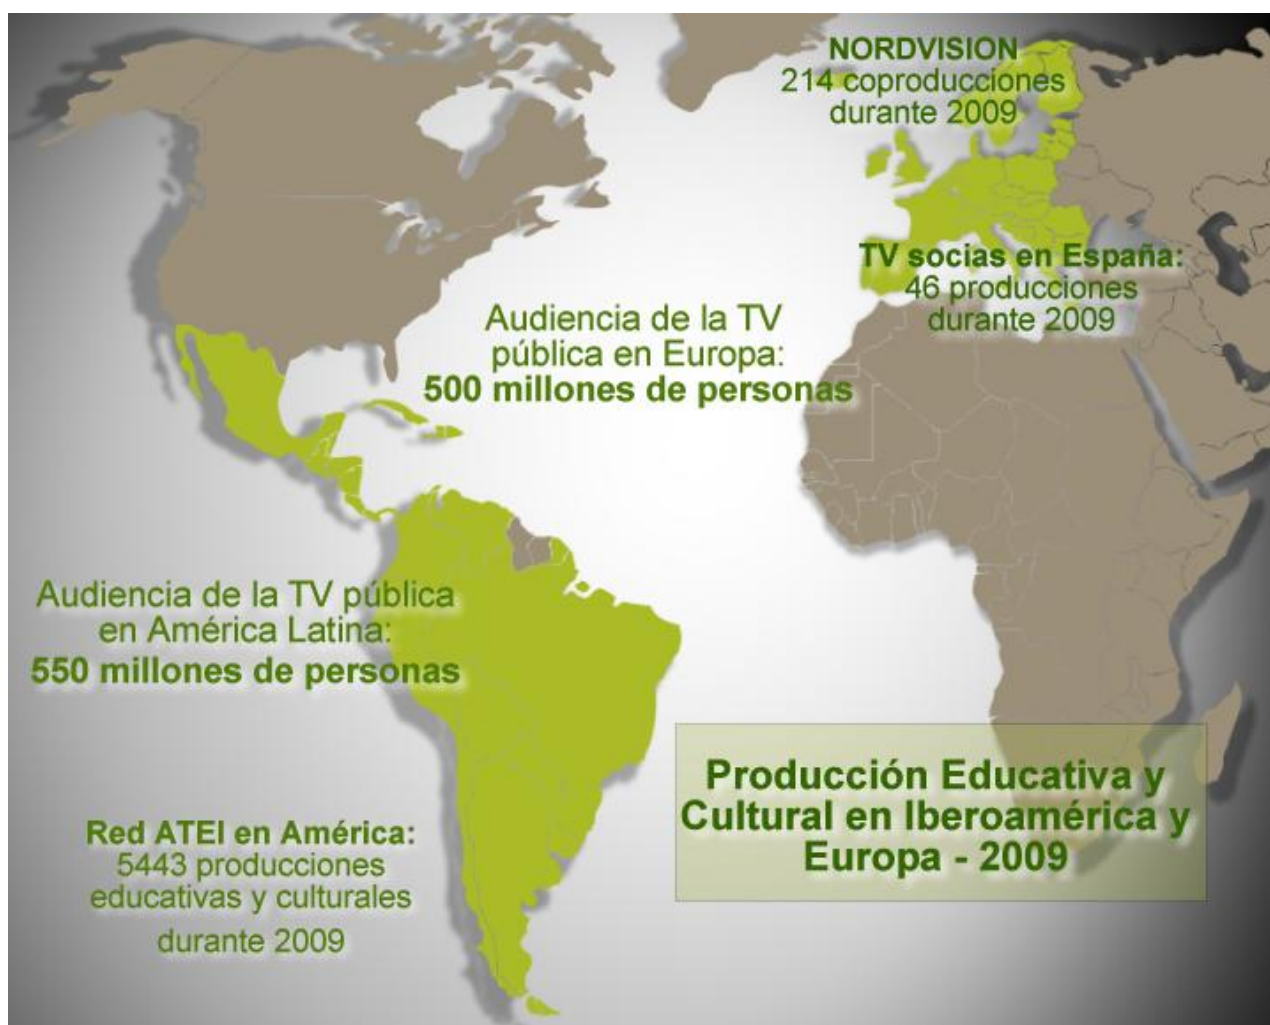 NORDVISION
214 coproducciones
durante 2009
TV socias en España:
46 producciones
durante 2009
Audiencia de la TV
pública en Europa:
500 millones de personas
Audiencia de la TV pública
en América Latina:
550 millones de personas
Producción Educativa y
Cultural en Iberoamérica y
Europa - 2009
Red ATEI en América:
5443 producciones
educativas y culturales
durante 2009